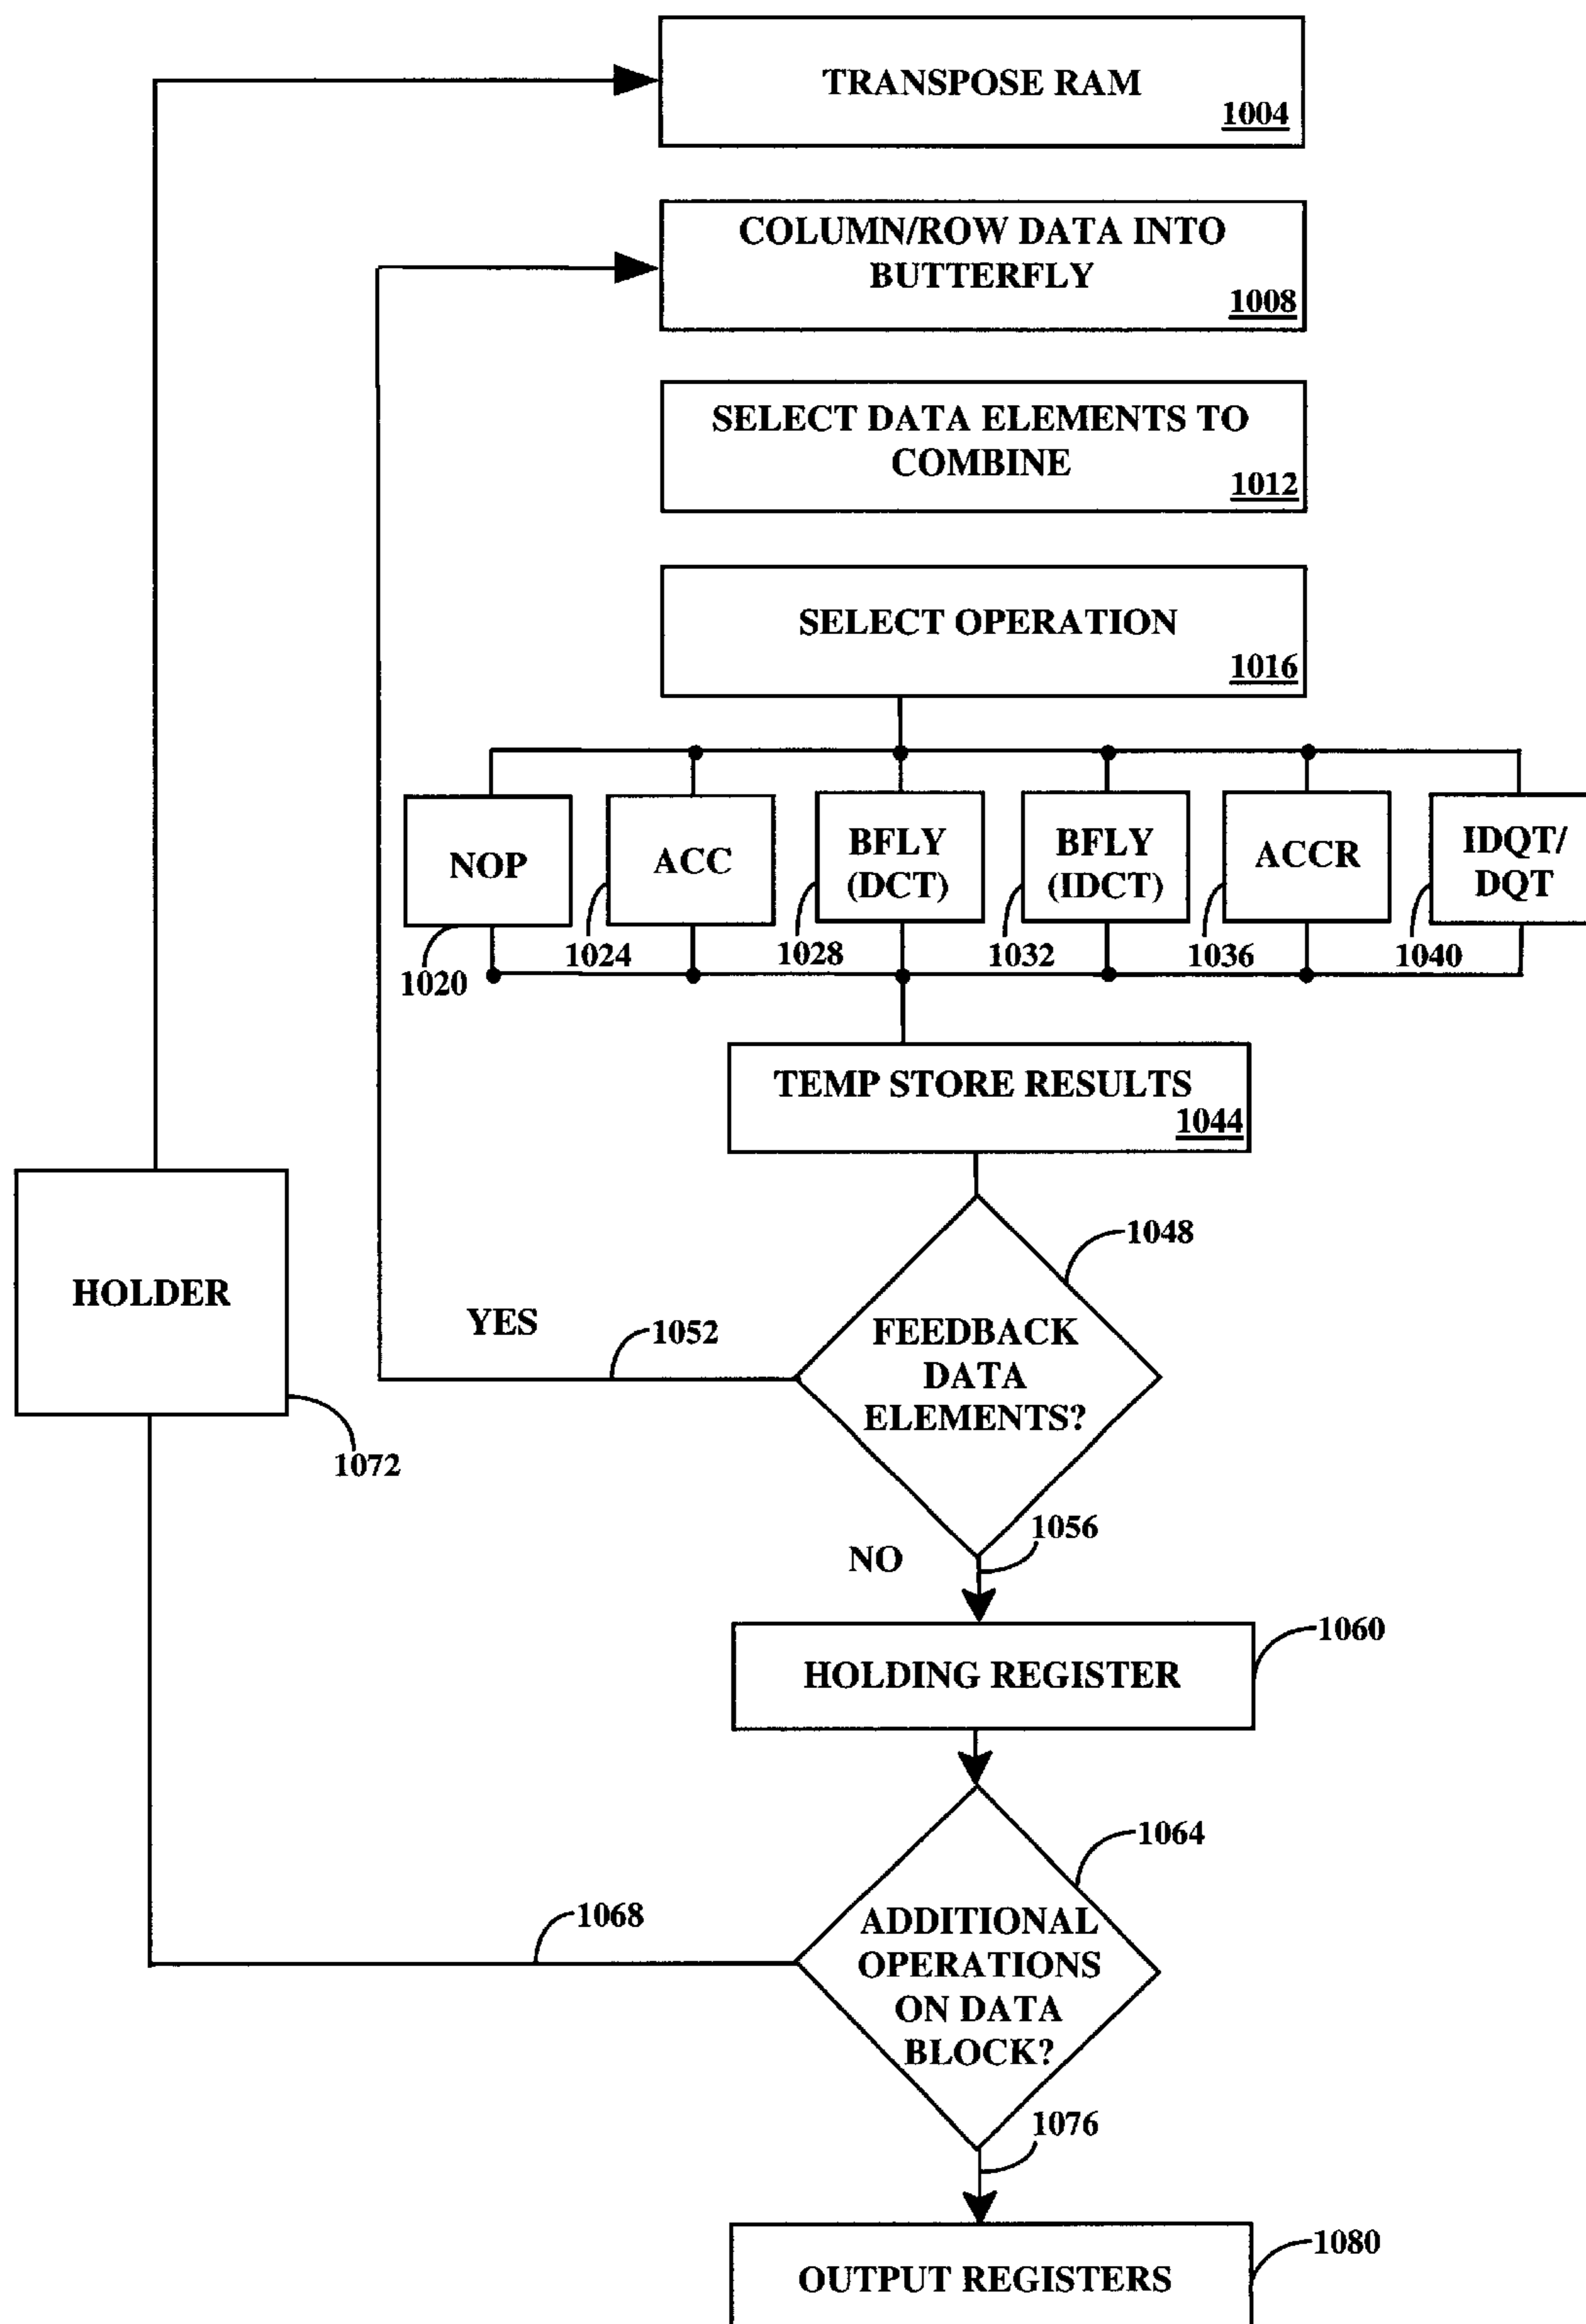 TRANSPOSE RAM
1004
COLUMN/ROW DATA INTO
BUTTERFLY
1008
SELECT DATA ELEMENTS TO
COMBINE
1012
SELECT OPERATION
1016
NOP
1020
ACC
1024
BFLY
(DCT)
1028
BFLY
(IDCT)
1032
ACCR
1036
IDQT/
DQT
1040
TEMP STORE RESULTS
1044
1048
FEEDBACK
DATA
ELEMENTS?
YES
1052
HOLDER
1072
NO
1056
HOLDING REGISTER
1060
1064
ADDITIONAL
OPERATIONS
ON DATA
BLOCK?
1068
1076
OUTPUT REGISTERS
1080